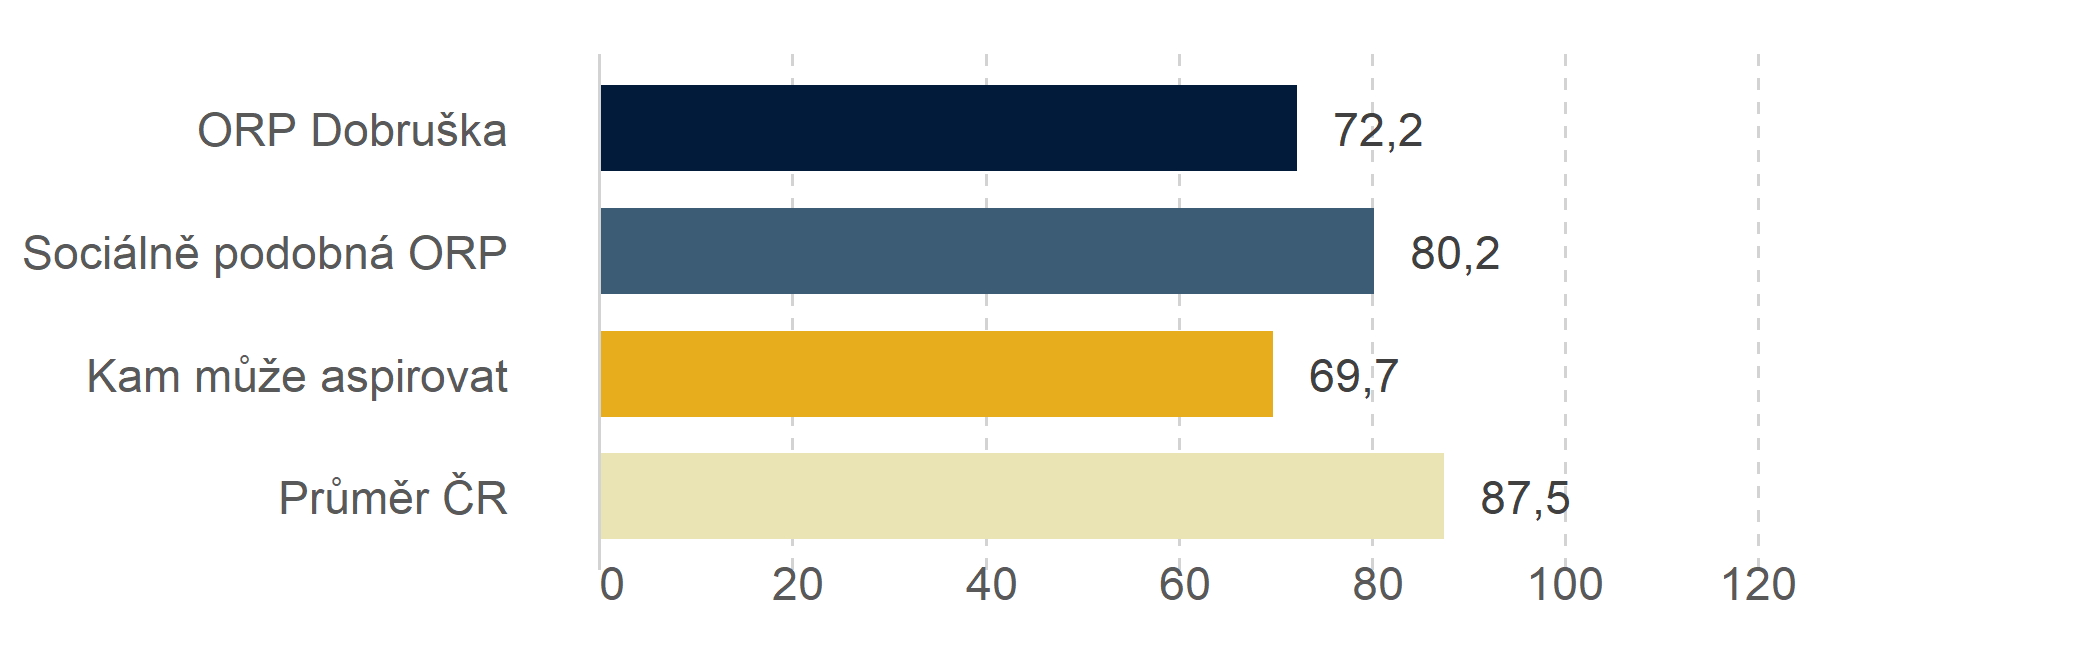 ORP Dobruška 72,2
Sociálně podobná ORP 80,2
Kam může aspirovat 69,7
Průměr ČR 87,5
0 20 40 60 80 100 120